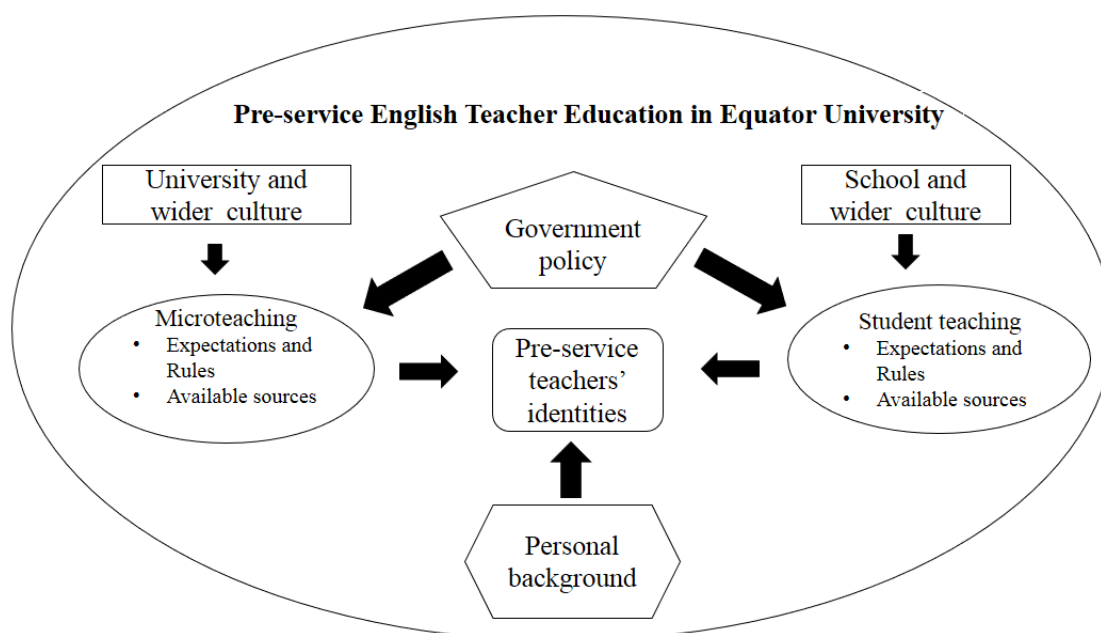 Pre-service English Teacher Education in Equator University
University and
wider culture
Government
policy
School and
wider culture
Microteaching
• Expectations and
Rules
• Available sources
Pre-service
teachers’
identities
Student teaching
• Expectations and
Rules
• Available sources
Personal
background